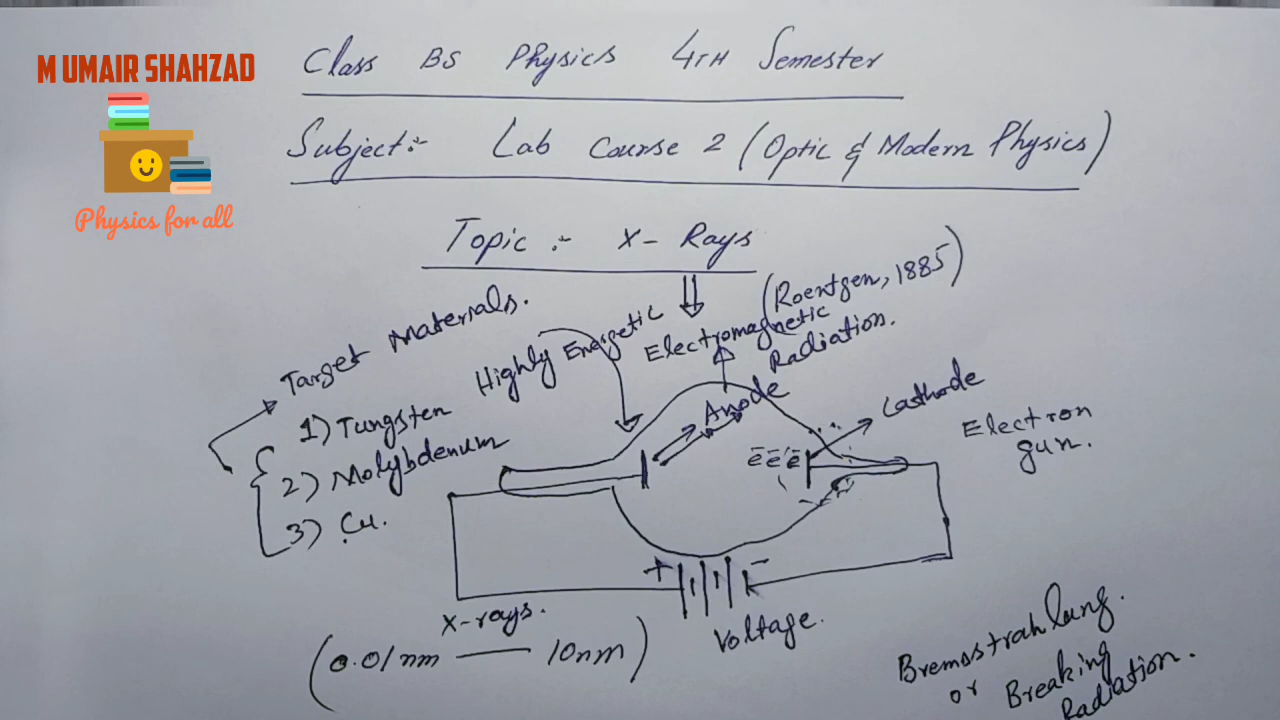 M UMAIR SHAHZAD
Physics for all
Class BS Physics 4TH Semester
Subject:- Lab Course 2 (Optic & Modern Physics)
Topic :- X-Rays
(Roentgen, 1885)
Highly Energetic
Electromagnetic
Radiation.
Target Materials.
1) Tungsten
2) Molybdenum
3) Cu.
Anode
Cathode
ē ē ē
Electron
gun.
+ -
Voltage.
X-rays.
(0.01nm — 10nm)
Bremsstrahlung.
or Breaking
Radiation.